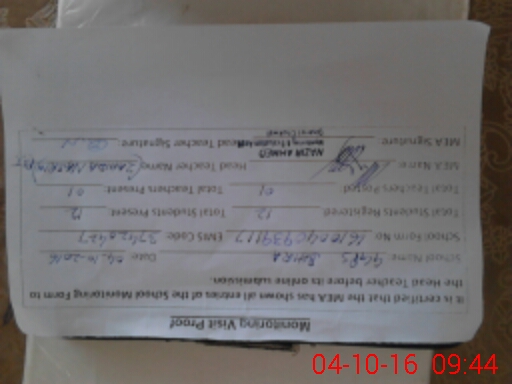 Monitoring Visit Proof
It is certified that the MEA has shown all entries of the School Monitoring Form to
the Head Teacher before its online submission.
School Name: GGPS BHIRA Date: 04-10-2016
School Form No: EMIS Code: 37420427
Total Students Registered: 12 Total Students Present: 12
Total Teachers Posted: 01 Total Teachers Present: 01
MEA Name: Head Teacher Name:
NAZIR AHMED
MEA Signature: Head Teacher Signature:
04-10-16 09:44